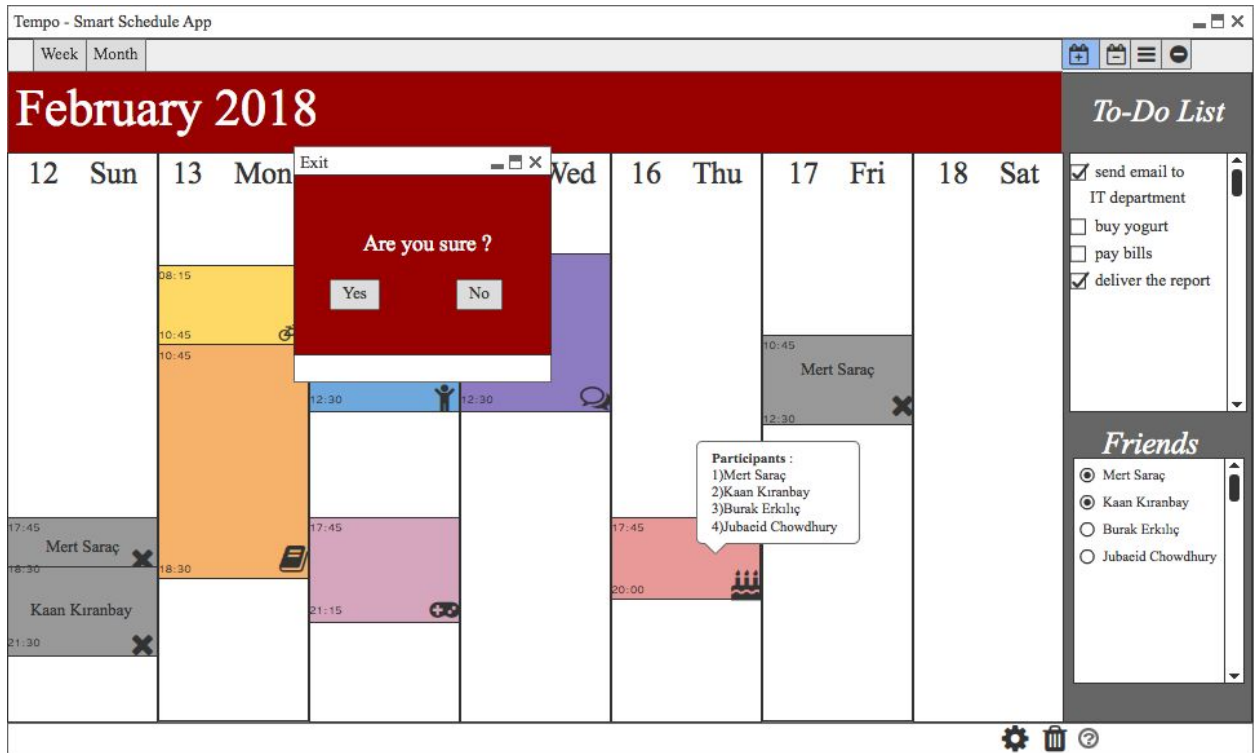 Tempo - Smart Schedule App
Week Month
February 2018
To-Do List
12 Sun 13 Mon Wed 16 Thu 17 Fri 18 Sat
Exit
Are you sure ?
Yes No
send email to
IT department
buy yogurt
pay bills
deliver the report
08:15
10:45
10:45
12:30
12:30
10:45
Mert Saraç
12:30
Participants :
1)Mert Saraç
2)Kaan Kıranbay
3)Burak Erkılıç
4)Jubaeid Chowdhury
Friends
Mert Saraç
Kaan Kıranbay
Burak Erkılıç
Jubaeid Chowdhury
17:45
Mert Saraç
18:30
Kaan Kıranbay
21:30
18:30
17:45
21:15
17:45
20:00